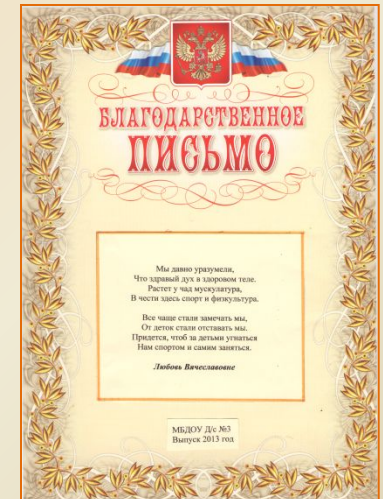 БЛАГОДАРСТВЕННОЕ
ПИСЬМО
Мы давно уразумели,
Что здравый дух в здоровом теле.
Растет у чад мускулатура,
В чести здесь спорт и физкультура.
Все чаще стали замечать мы,
От деток стали отставать мы.
Придется, чтоб за детьми угнаться
Нам спортом и самим заняться.
Любовь Вячеславовне
МБДОУ Д/с №3
Выпуск 2013 год